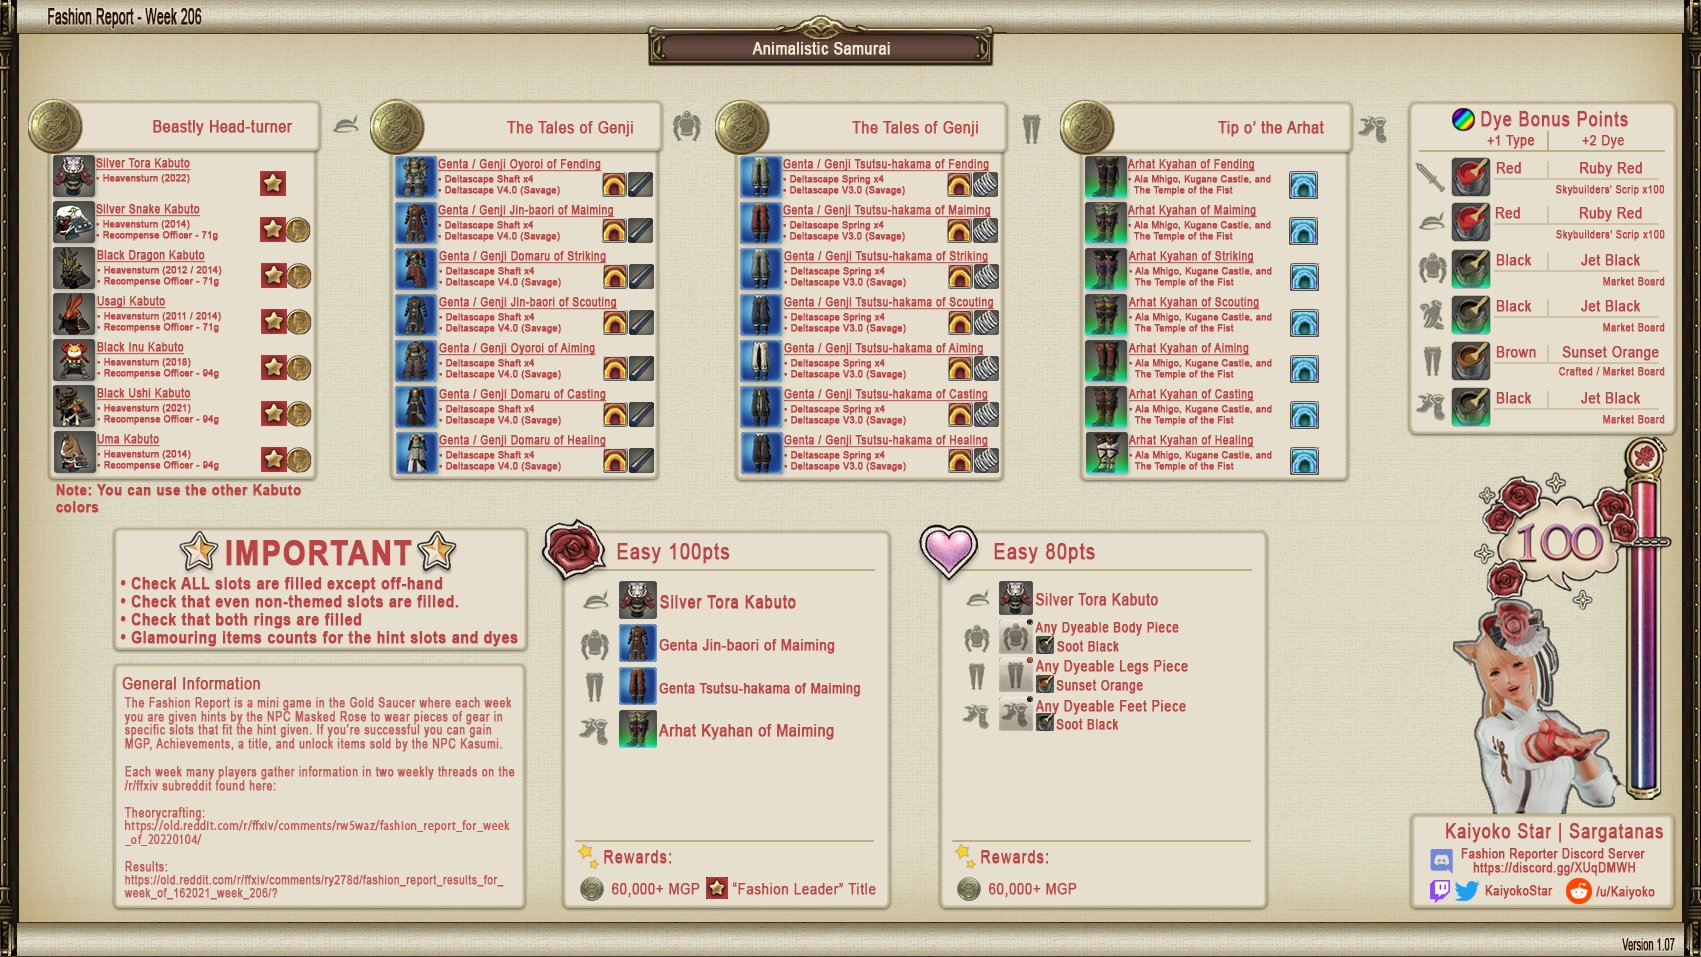 Fashion Report - Week 206
Animalistic Samurai
Beastly Head-turner
Silver Tora Kabuto
• Heavensturn (2022)
Silver Snake Kabuto
• Heavensturn (2014)
• Recompense Officer - 71g
Black Dragon Kabuto
• Heavensturn (2012 / 2014)
• Recompense Officer - 71g
Usagi Kabuto
• Heavensturn (2011 / 2014)
• Recompense Officer - 71g
Black Inu Kabuto
• Heavensturn (2018)
• Recompense Officer - 94g
Black Ushi Kabuto
• Heavensturn (2021)
• Recompense Officer - 94g
Uma Kabuto
• Heavensturn (2014)
• Recompense Officer - 94g
Note: You can use the other Kabuto
colors
The Tales of Genji
Genta / Genji Oyoroi of Fending
• Deltascape Shaft x4
• Deltascape V4.0 (Savage)
Genta / Genji Jin-baori of Maiming
• Deltascape Shaft x4
• Deltascape V4.0 (Savage)
Genta / Genji Domaru of Striking
• Deltascape Shaft x4
• Deltascape V4.0 (Savage)
Genta / Genji Jin-baori of Scouting
• Deltascape Shaft x4
• Deltascape V4.0 (Savage)
Genta / Genji Oyoroi of Aiming
• Deltascape Shaft x4
• Deltascape V4.0 (Savage)
Genta / Genji Domaru of Casting
• Deltascape Shaft x4
• Deltascape V4.0 (Savage)
Genta / Genji Domaru of Healing
• Deltascape Shaft x4
• Deltascape V4.0 (Savage)
The Tales of Genji
Genta / Genji Tsutsu-hakama of Fending
• Deltascape Spring x4
• Deltascape V3.0 (Savage)
Genta / Genji Tsutsu-hakama of Maiming
• Deltascape Spring x4
• Deltascape V3.0 (Savage)
Genta / Genji Tsutsu-hakama of Striking
• Deltascape Spring x4
• Deltascape V3.0 (Savage)
Genta / Genji Tsutsu-hakama of Scouting
• Deltascape Spring x4
• Deltascape V3.0 (Savage)
Genta / Genji Tsutsu-hakama of Aiming
• Deltascape Spring x4
• Deltascape V3.0 (Savage)
Genta / Genji Tsutsu-hakama of Casting
• Deltascape Spring x4
• Deltascape V3.0 (Savage)
Genta / Genji Tsutsu-hakama of Healing
• Deltascape Spring x4
• Deltascape V3.0 (Savage)
Tip o' the Arhat
Arhat Kyahan of Fending
• Ala Mhigo, Kugane Castle, and
The Temple of the Fist
Arhat Kyahan of Maiming
• Ala Mhigo, Kugane Castle, and
The Temple of the Fist
Arhat Kyahan of Striking
• Ala Mhigo, Kugane Castle, and
The Temple of the Fist
Arhat Kyahan of Scouting
• Ala Mhigo, Kugane Castle, and
The Temple of the Fist
Arhat Kyahan of Aiming
• Ala Mhigo, Kugane Castle, and
The Temple of the Fist
Arhat Kyahan of Casting
• Ala Mhigo, Kugane Castle, and
The Temple of the Fist
Arhat Kyahan of Healing
• Ala Mhigo, Kugane Castle, and
The Temple of the Fist
Dye Bonus Points
+1 Type +2 Dye
Red Ruby Red
Skybuilders' Scrip x100
Red Ruby Red
Skybuilders' Scrip x100
Black Jet Black
Market Board
Black Jet Black
Market Board
Brown Sunset Orange
Crafted / Market Board
Black Jet Black
Market Board
IMPORTANT
• Check ALL slots are filled except off-hand
• Check that even non-themed slots are filled.
• Check that both rings are filled
• Glamouring items counts for the hint slots and dyes
General Information
The Fashion Report is a mini game in the Gold Saucer where each week
you are given hints by the NPC Masked Rose to wear pieces of gear in
specific slots that fit the hint given. If you're successful you can gain
MGP, Achievements, a title, and unlock items sold by the NPC Kasumi.
Each week many players gather information in two weekly threads on the
/r/ffxiv subreddit found here:
Theorycrafting:
https://old.reddit.com/r/ffxiv/comments/rw5waz/fashion_report_for_week
_of_20220104/
Results:
https://old.reddit.com/r/ffxiv/comments/ry278d/fashion_report_results_for_
week_of_162021_week_206/?
Easy 100pts
Silver Tora Kabuto
Genta Jin-baori of Maiming
Genta Tsutsu-hakama of Maiming
Arhat Kyahan of Maiming
Rewards:
60,000+ MGP "Fashion Leader" Title
Easy 80pts
Silver Tora Kabuto
Any Dyeable Body Piece
Soot Black
Any Dyeable Legs Piece
Sunset Orange
Any Dyeable Feet Piece
Soot Black
Rewards:
60,000+ MGP
100
Kaiyoko Star | Sargatanas
Fashion Reporter Discord Server
https://discord.gg/XUqDMWH
KaiyokoStar /u/Kaiyoko
Version 1.07